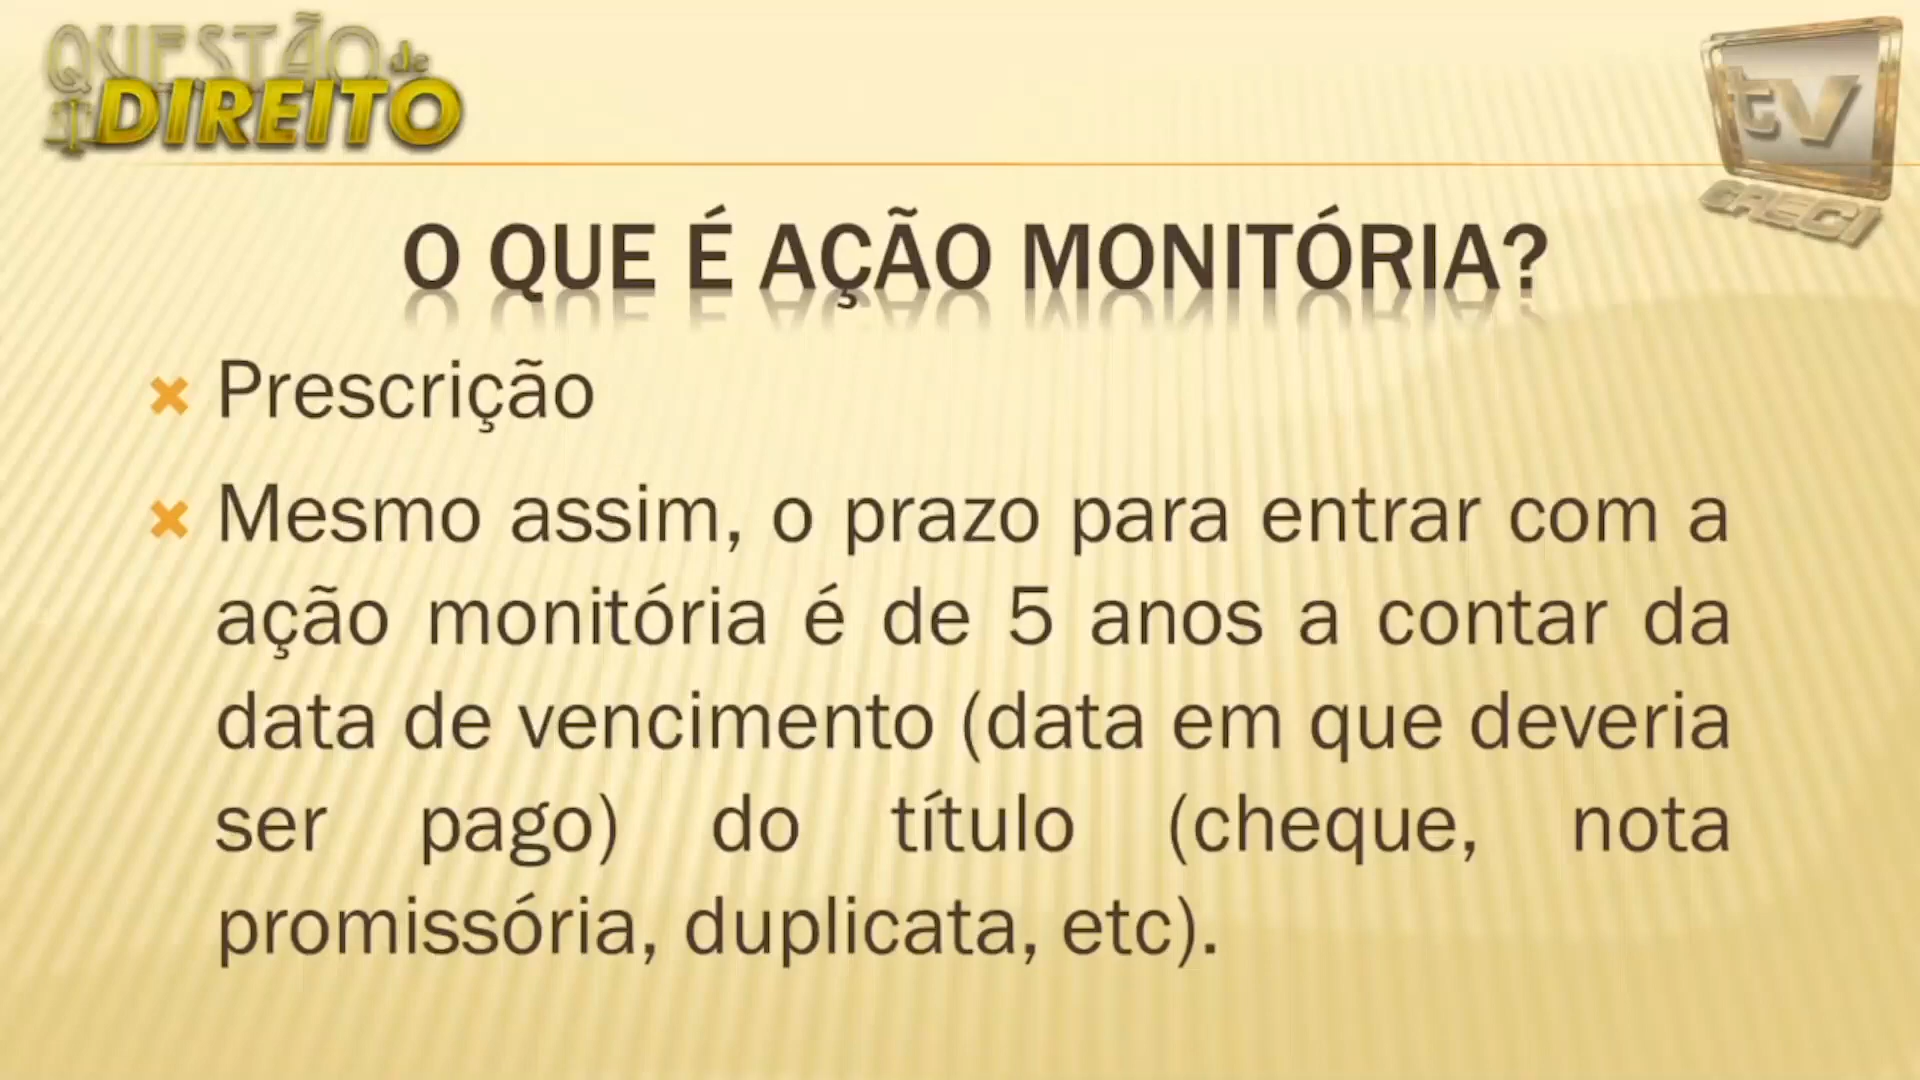 QUESTÃO de
DIREITO
tv
CRECI
O QUE É AÇÃO MONITÓRIA?
Prescrição
Mesmo assim, o prazo para entrar com a
ação monitória é de 5 anos a contar da
data de vencimento (data em que deveria
ser pago) do título (cheque, nota
promissória, duplicata, etc).